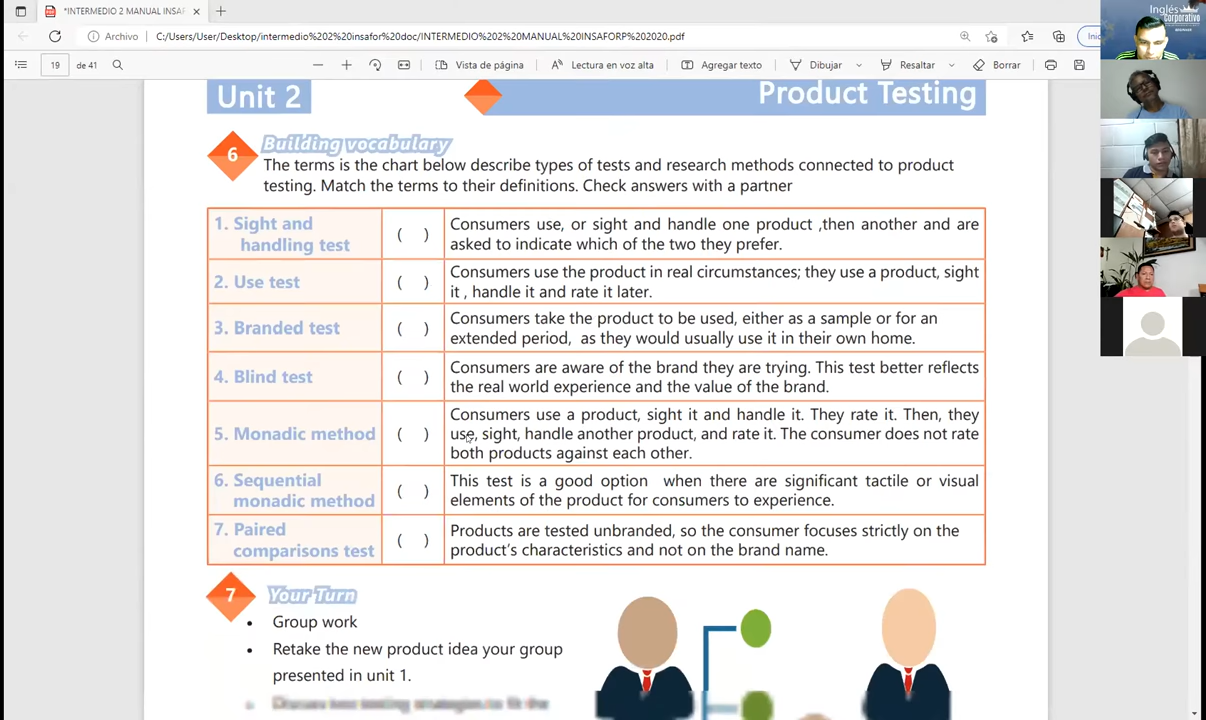 *INTERMEDIO 2 MANUAL INSAF
Archivo
C:/Users/User/Desktop/intermedio%202%20insafor%20doc/INTERMEDIO%202%20MANUAL%20INSAFORP%202020.pdf
Inglés
Corporativo
19
de 41
Vista de página
Lectura en voz alta
Agregar texto
Dibujar
Resaltar
Borrar
Unit 2
Product Testing
6
Building vocabulary
The terms is the chart below describe types of tests and research methods connected to product
testing. Match the terms to their definitions. Check answers with a partner
1. Sight and
handling test
( )
Consumers use, or sight and handle one product ,then another and are
asked to indicate which of the two they prefer.
2. Use test
( )
Consumers use the product in real circumstances; they use a product, sight
it , handle it and rate it later.
3. Branded test
( )
Consumers take the product to be used, either as a sample or for an
extended period, as they would usually use it in their own home.
4. Blind test
( )
Consumers are aware of the brand they are trying. This test better reflects
the real world experience and the value of the brand.
5. Monadic method
( )
Consumers use a product, sight it and handle it. They rate it. Then, they
use, sight, handle another product, and rate it. The consumer does not rate
both products against each other.
6. Sequential
monadic method
( )
This test is a good option when there are significant tactile or visual
elements of the product for consumers to experience.
7. Paired
comparisons test
( )
Products are tested unbranded, so the consumer focuses strictly on the
product's characteristics and not on the brand name.
7
Your Turn
• Group work
• Retake the new product idea your group
presented in unit 1.